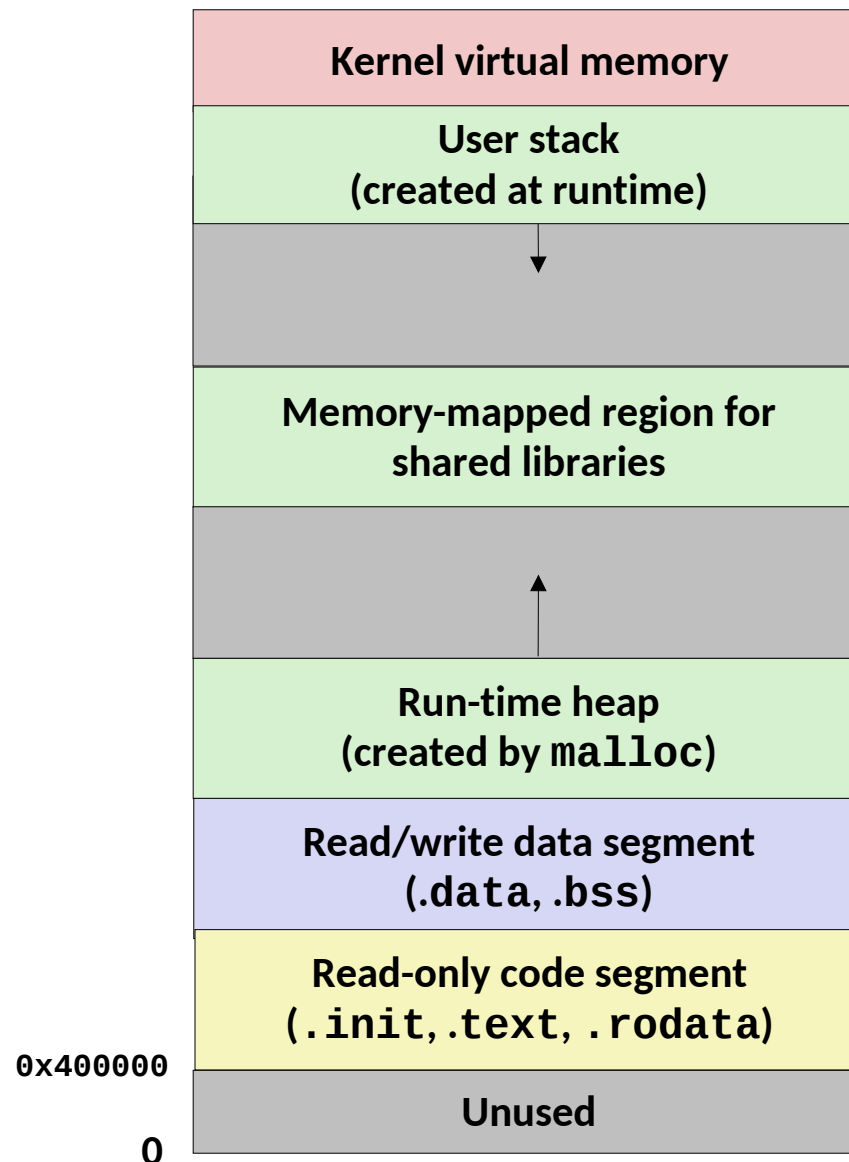 Kernel virtual memory
User stack
(created at runtime)
Memory-mapped region for
shared libraries
Run-time heap
(created by malloc)
Read/write data segment
(.data, .bss)
Read-only code segment
(.init, .text, .rodata)
0x400000
Unused
0